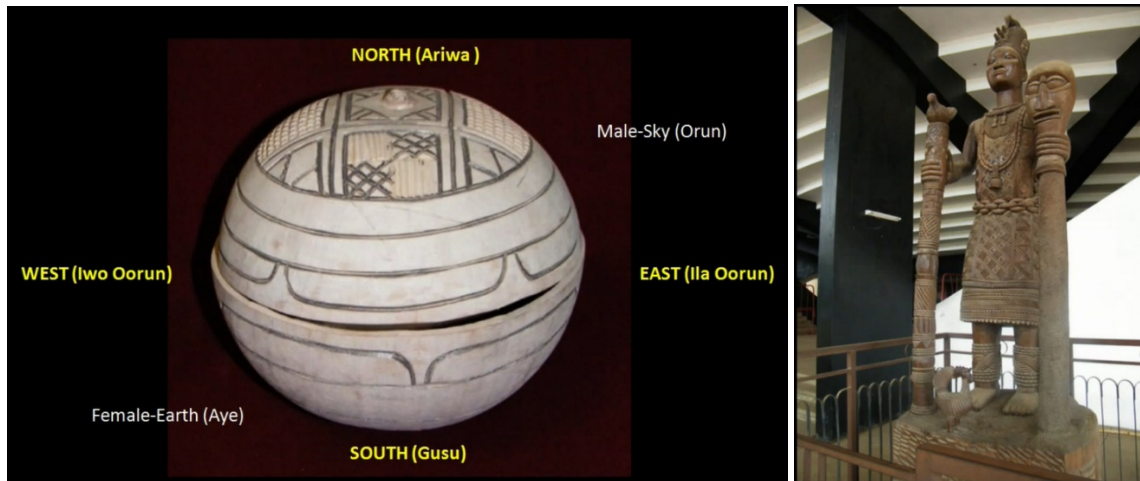 NORTH (Ariwa )
Male-Sky (Orun)
WEST (Iwo Oorun)
EAST (Ila Oorun)
Female-Earth (Aye)
SOUTH (Gusu)